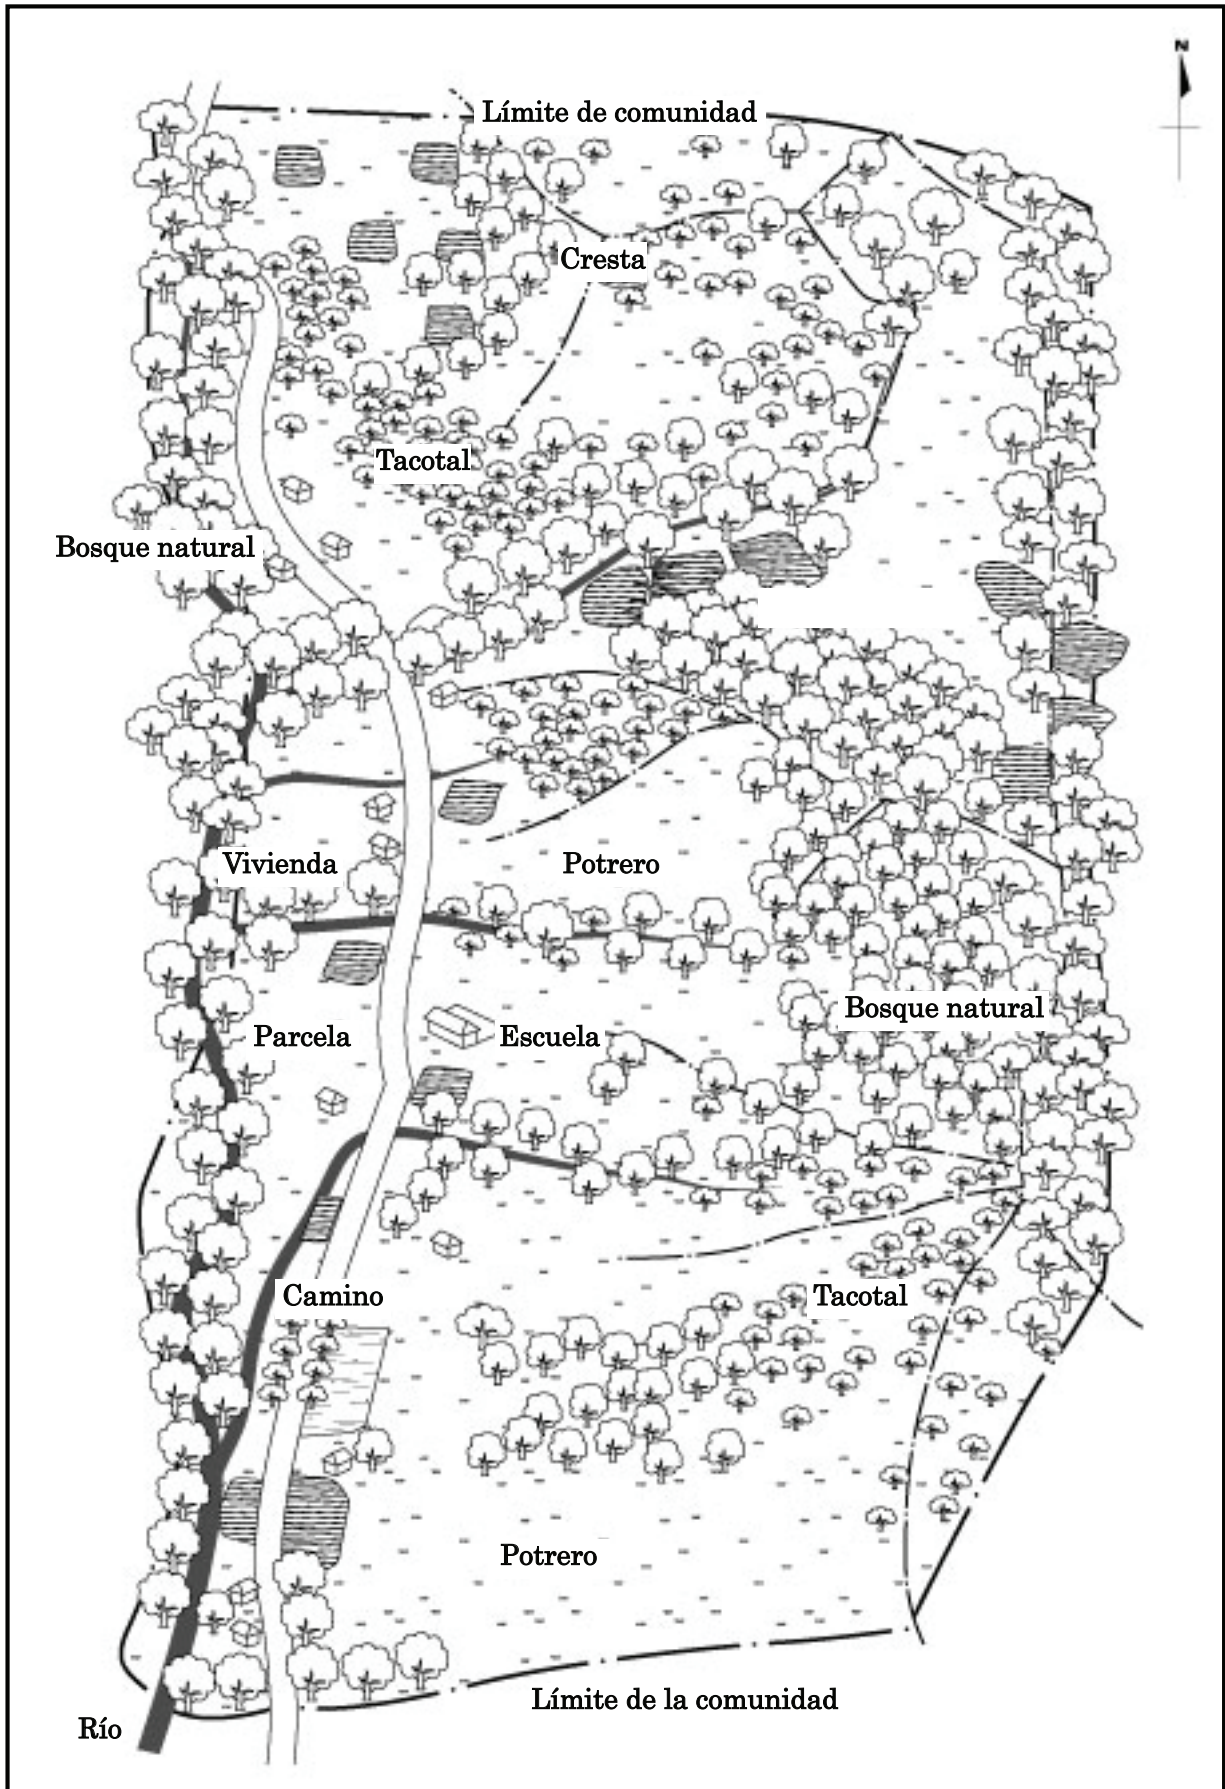 N
Límite de comunidad
Cresta
Tacotal
Bosque natural
Vivienda
Potrero
Bosque natural
Parcela
Escuela
Camino
Tacotal
Potrero
Límite de la comunidad
Río